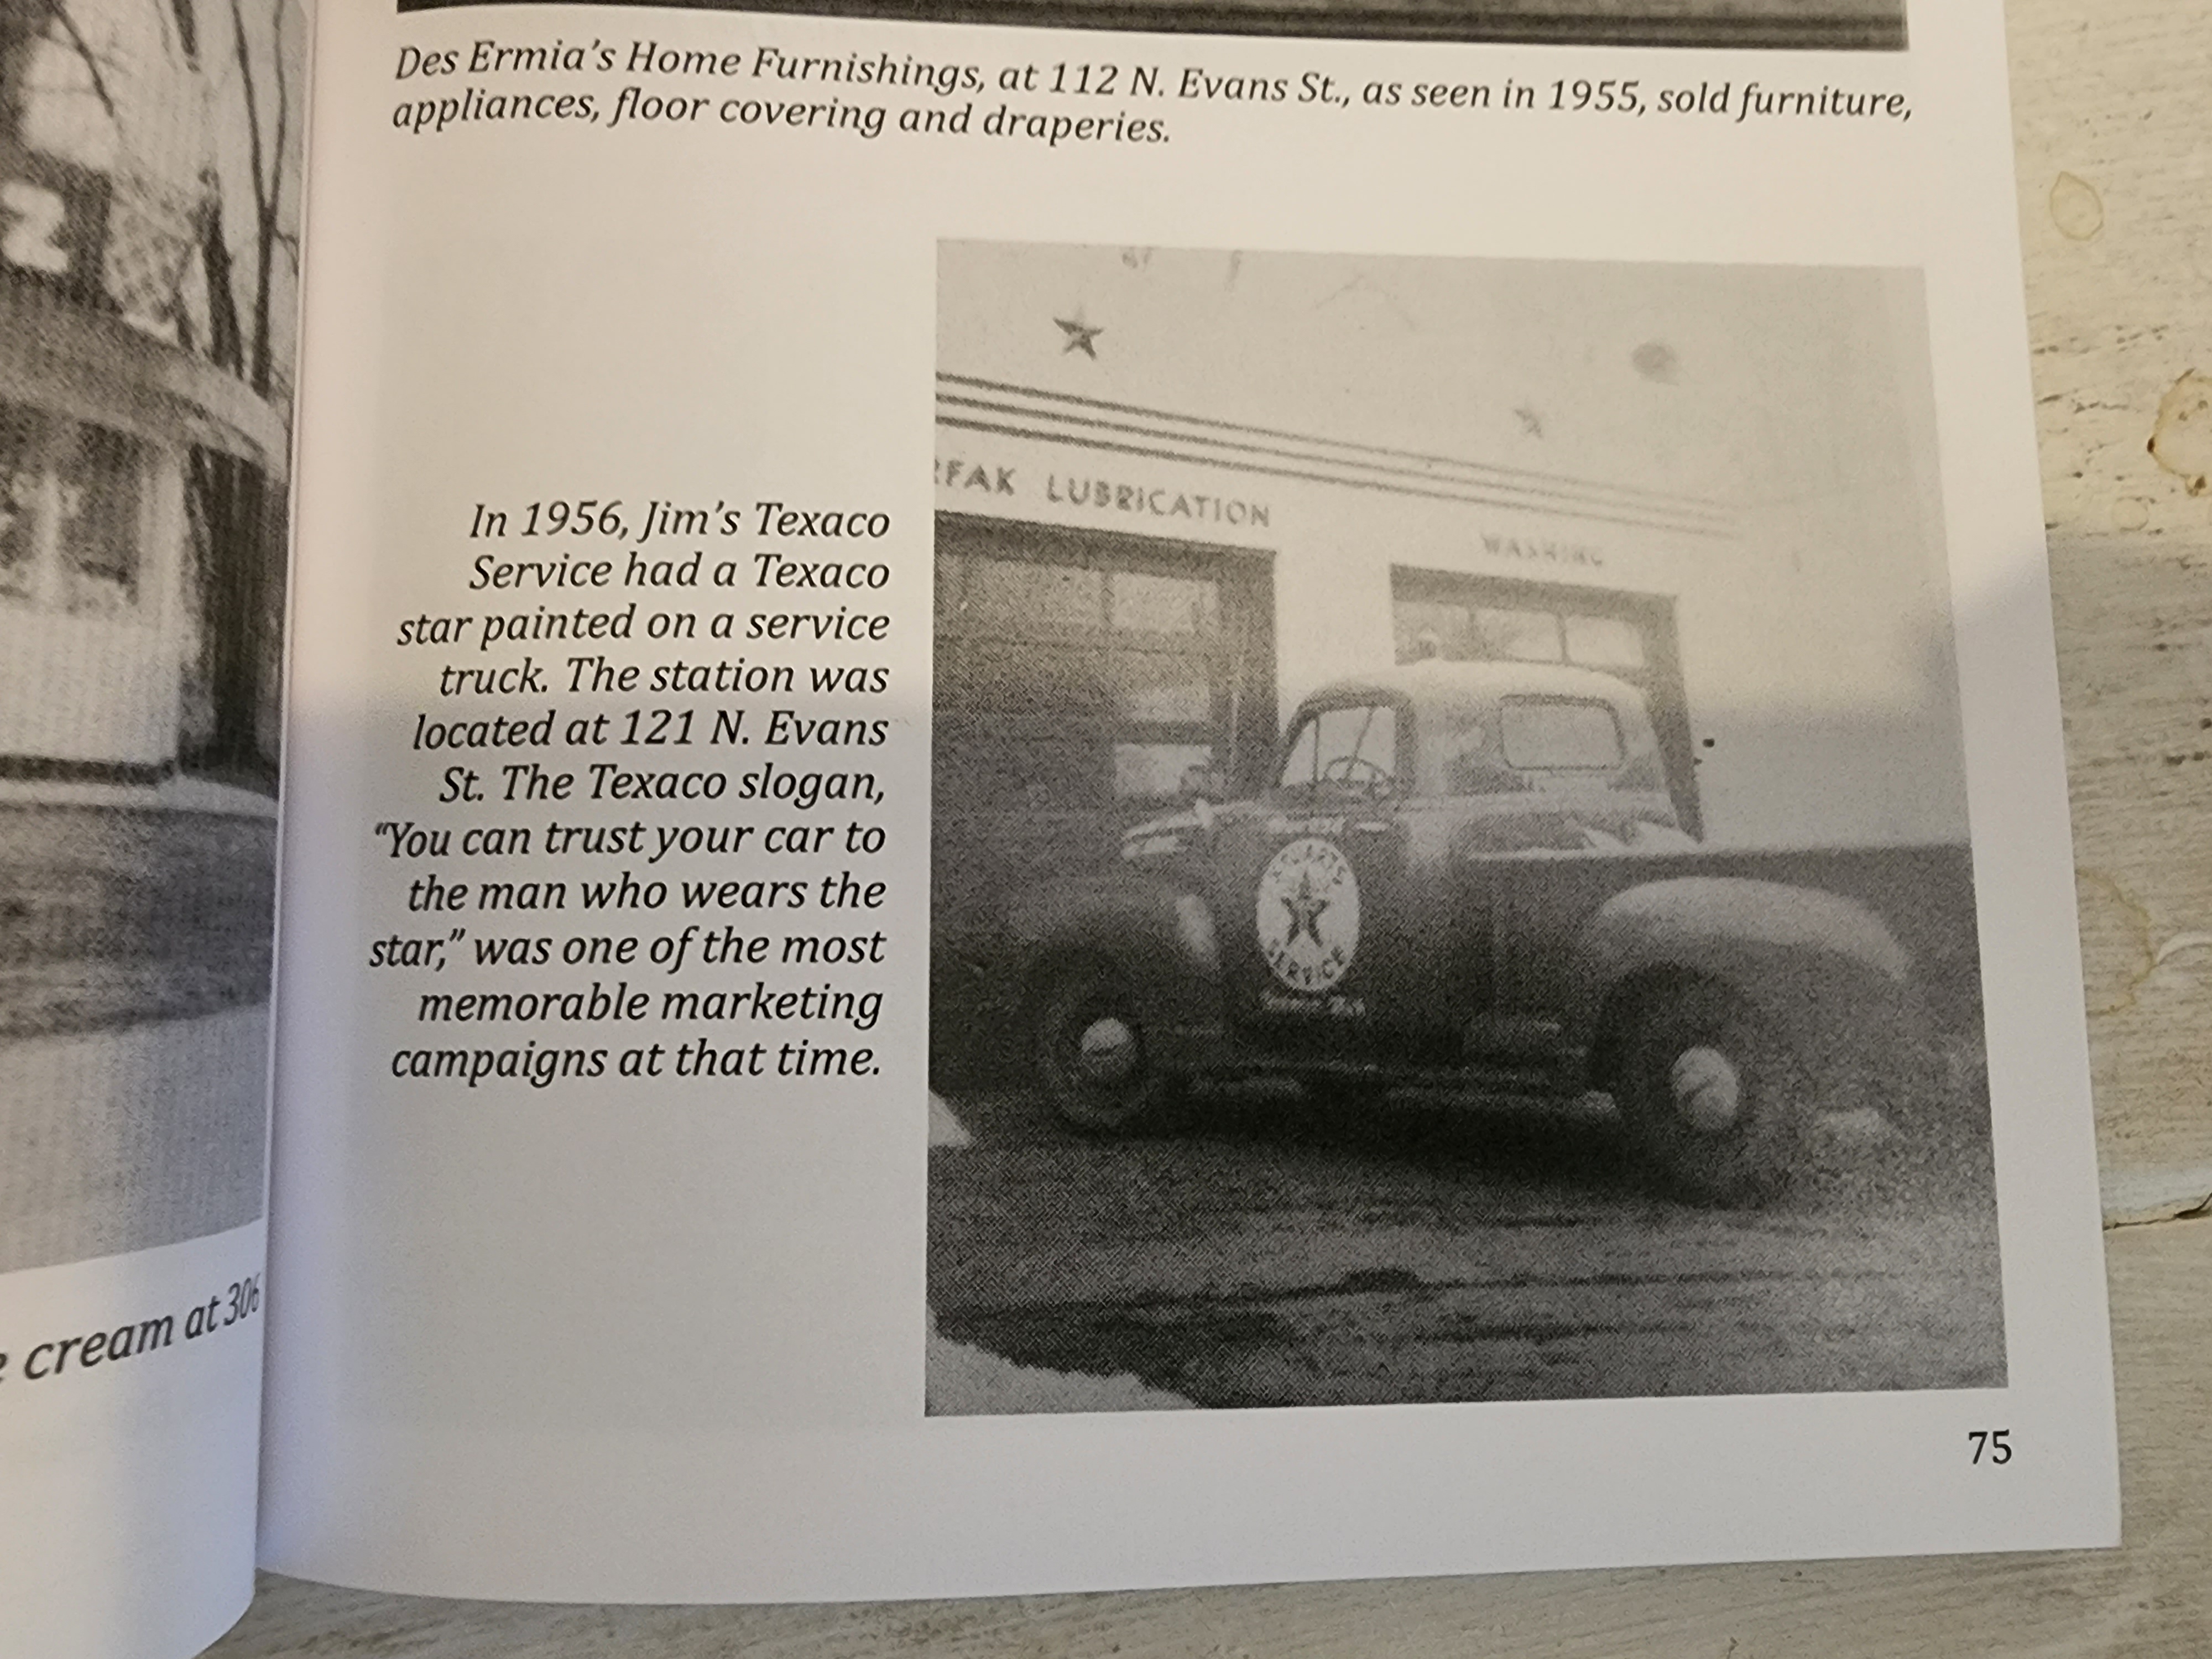 Des Ermia's Home Furnishings, at 112 N. Evans St., as seen in 1955, sold furniture,
appliances, floor covering and draperies.
In 1956, Jim's Texaco
Service had a Texaco
star painted on a service
truck. The station was
located at 121 N. Evans
St. The Texaco slogan,
“You can trust your car to
the man who wears the
star,” was one of the most
memorable marketing
campaigns at that time.
FAK LUBRICATION
WASHING
SERVICE
2
cream at 306
75